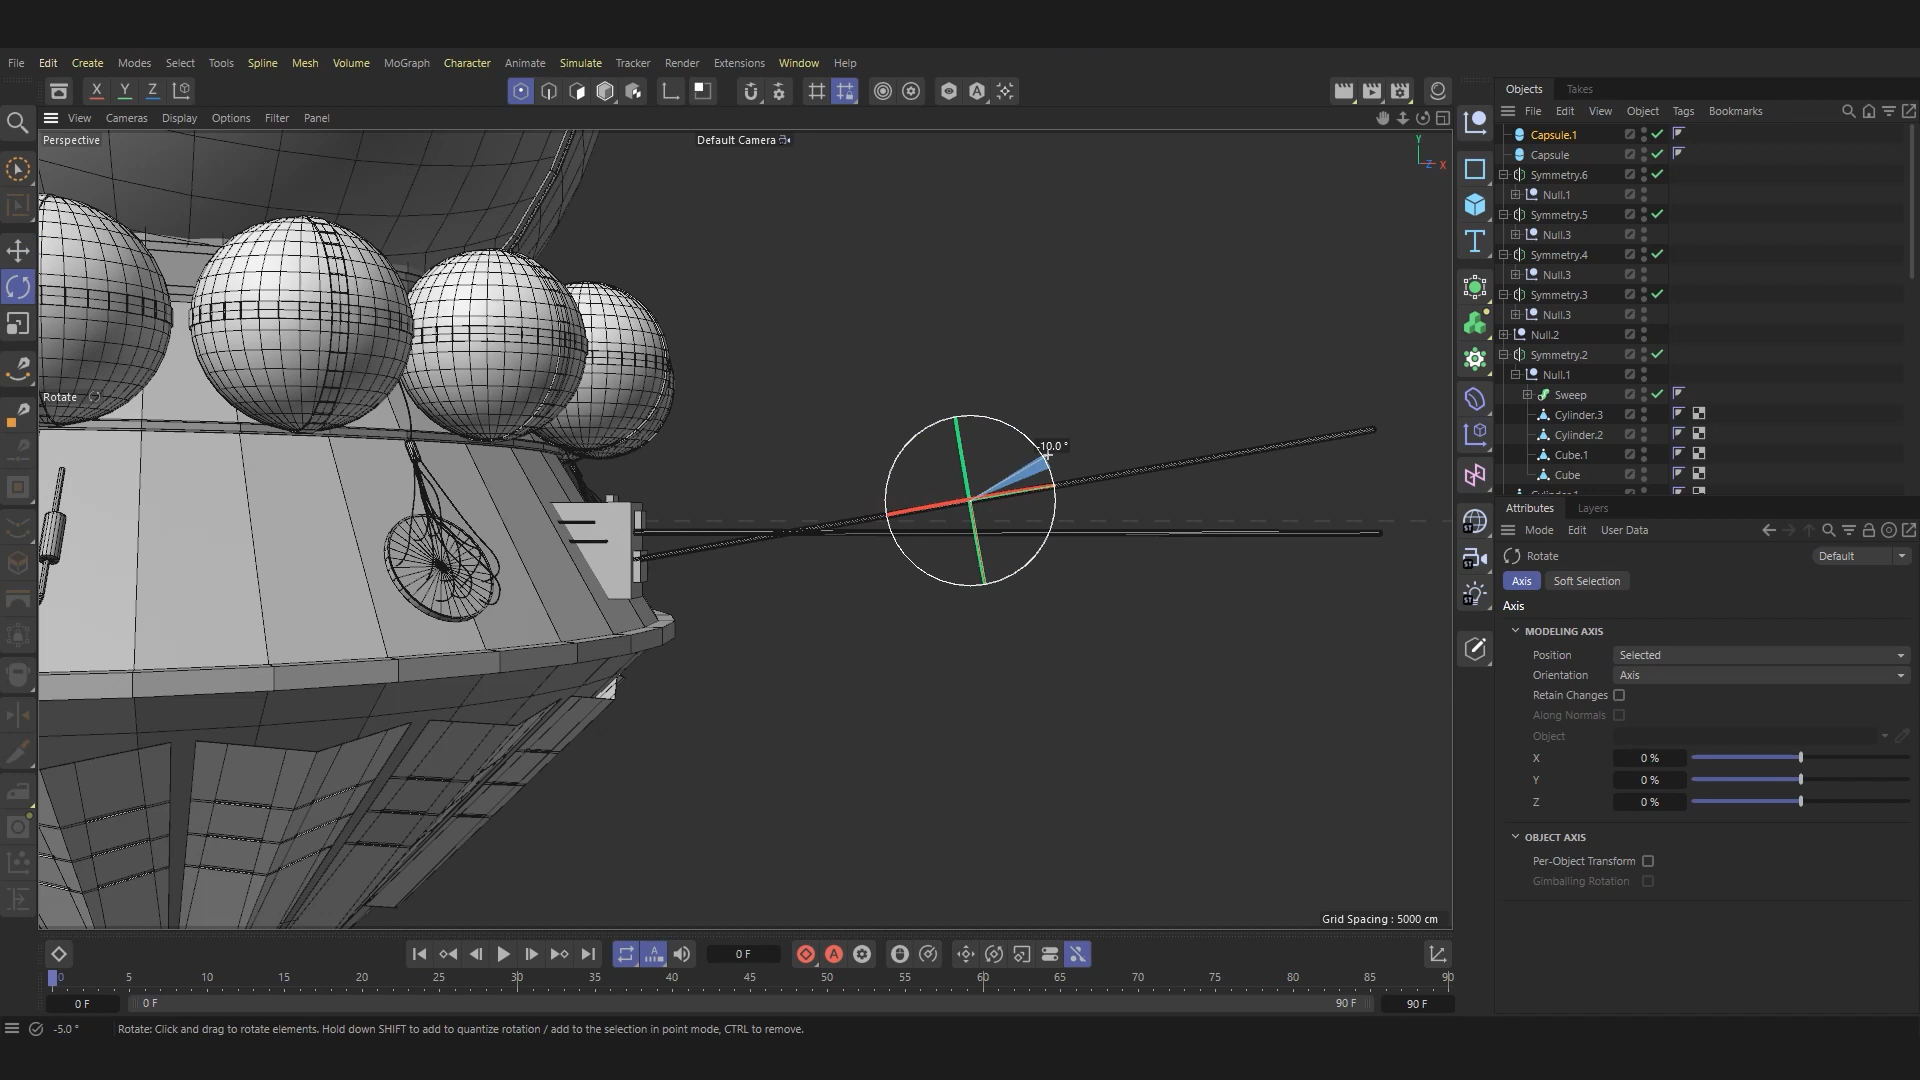 File Edit Create Modes Select Tools Spline Mesh Volume MoGraph Character Animate Simulate Tracker Render Extensions Window Help
X Y Z
Objects Takes
File Edit View Object Tags Bookmarks
View Cameras Display Options Filter Panel
Perspective
Default Camera
Y
Z X
Capsule.1
Capsule
Symmetry.6
Null.1
Symmetry.5
Null.3
Symmetry.4
Null.3
Symmetry.3
Null.3
Null.2
Symmetry.2
Null.1
Sweep
Cylinder.3
Cylinder.2
Cube.1
Cube
Rotate
-10.0 °
Attributes Layers
Mode Edit User Data
Rotate Default
Axis Soft Selection
Axis
MODELING AXIS
Position Selected
Orientation Axis
Retain Changes
Along Normals
Object
X 0 %
Y 0 %
Z 0 %
OBJECT AXIS
Per-Object Transform
Gimballing Rotation
Grid Spacing : 5000 cm
0 F
0 5 10 15 20 25 30 35 40 45 50 55 60 65 70 75 80 85 90
0 F 0 F 90 F 90 F
-5.0 ° Rotate: Click and drag to rotate elements. Hold down SHIFT to add to quantize rotation / add to the selection in point mode, CTRL to remove.